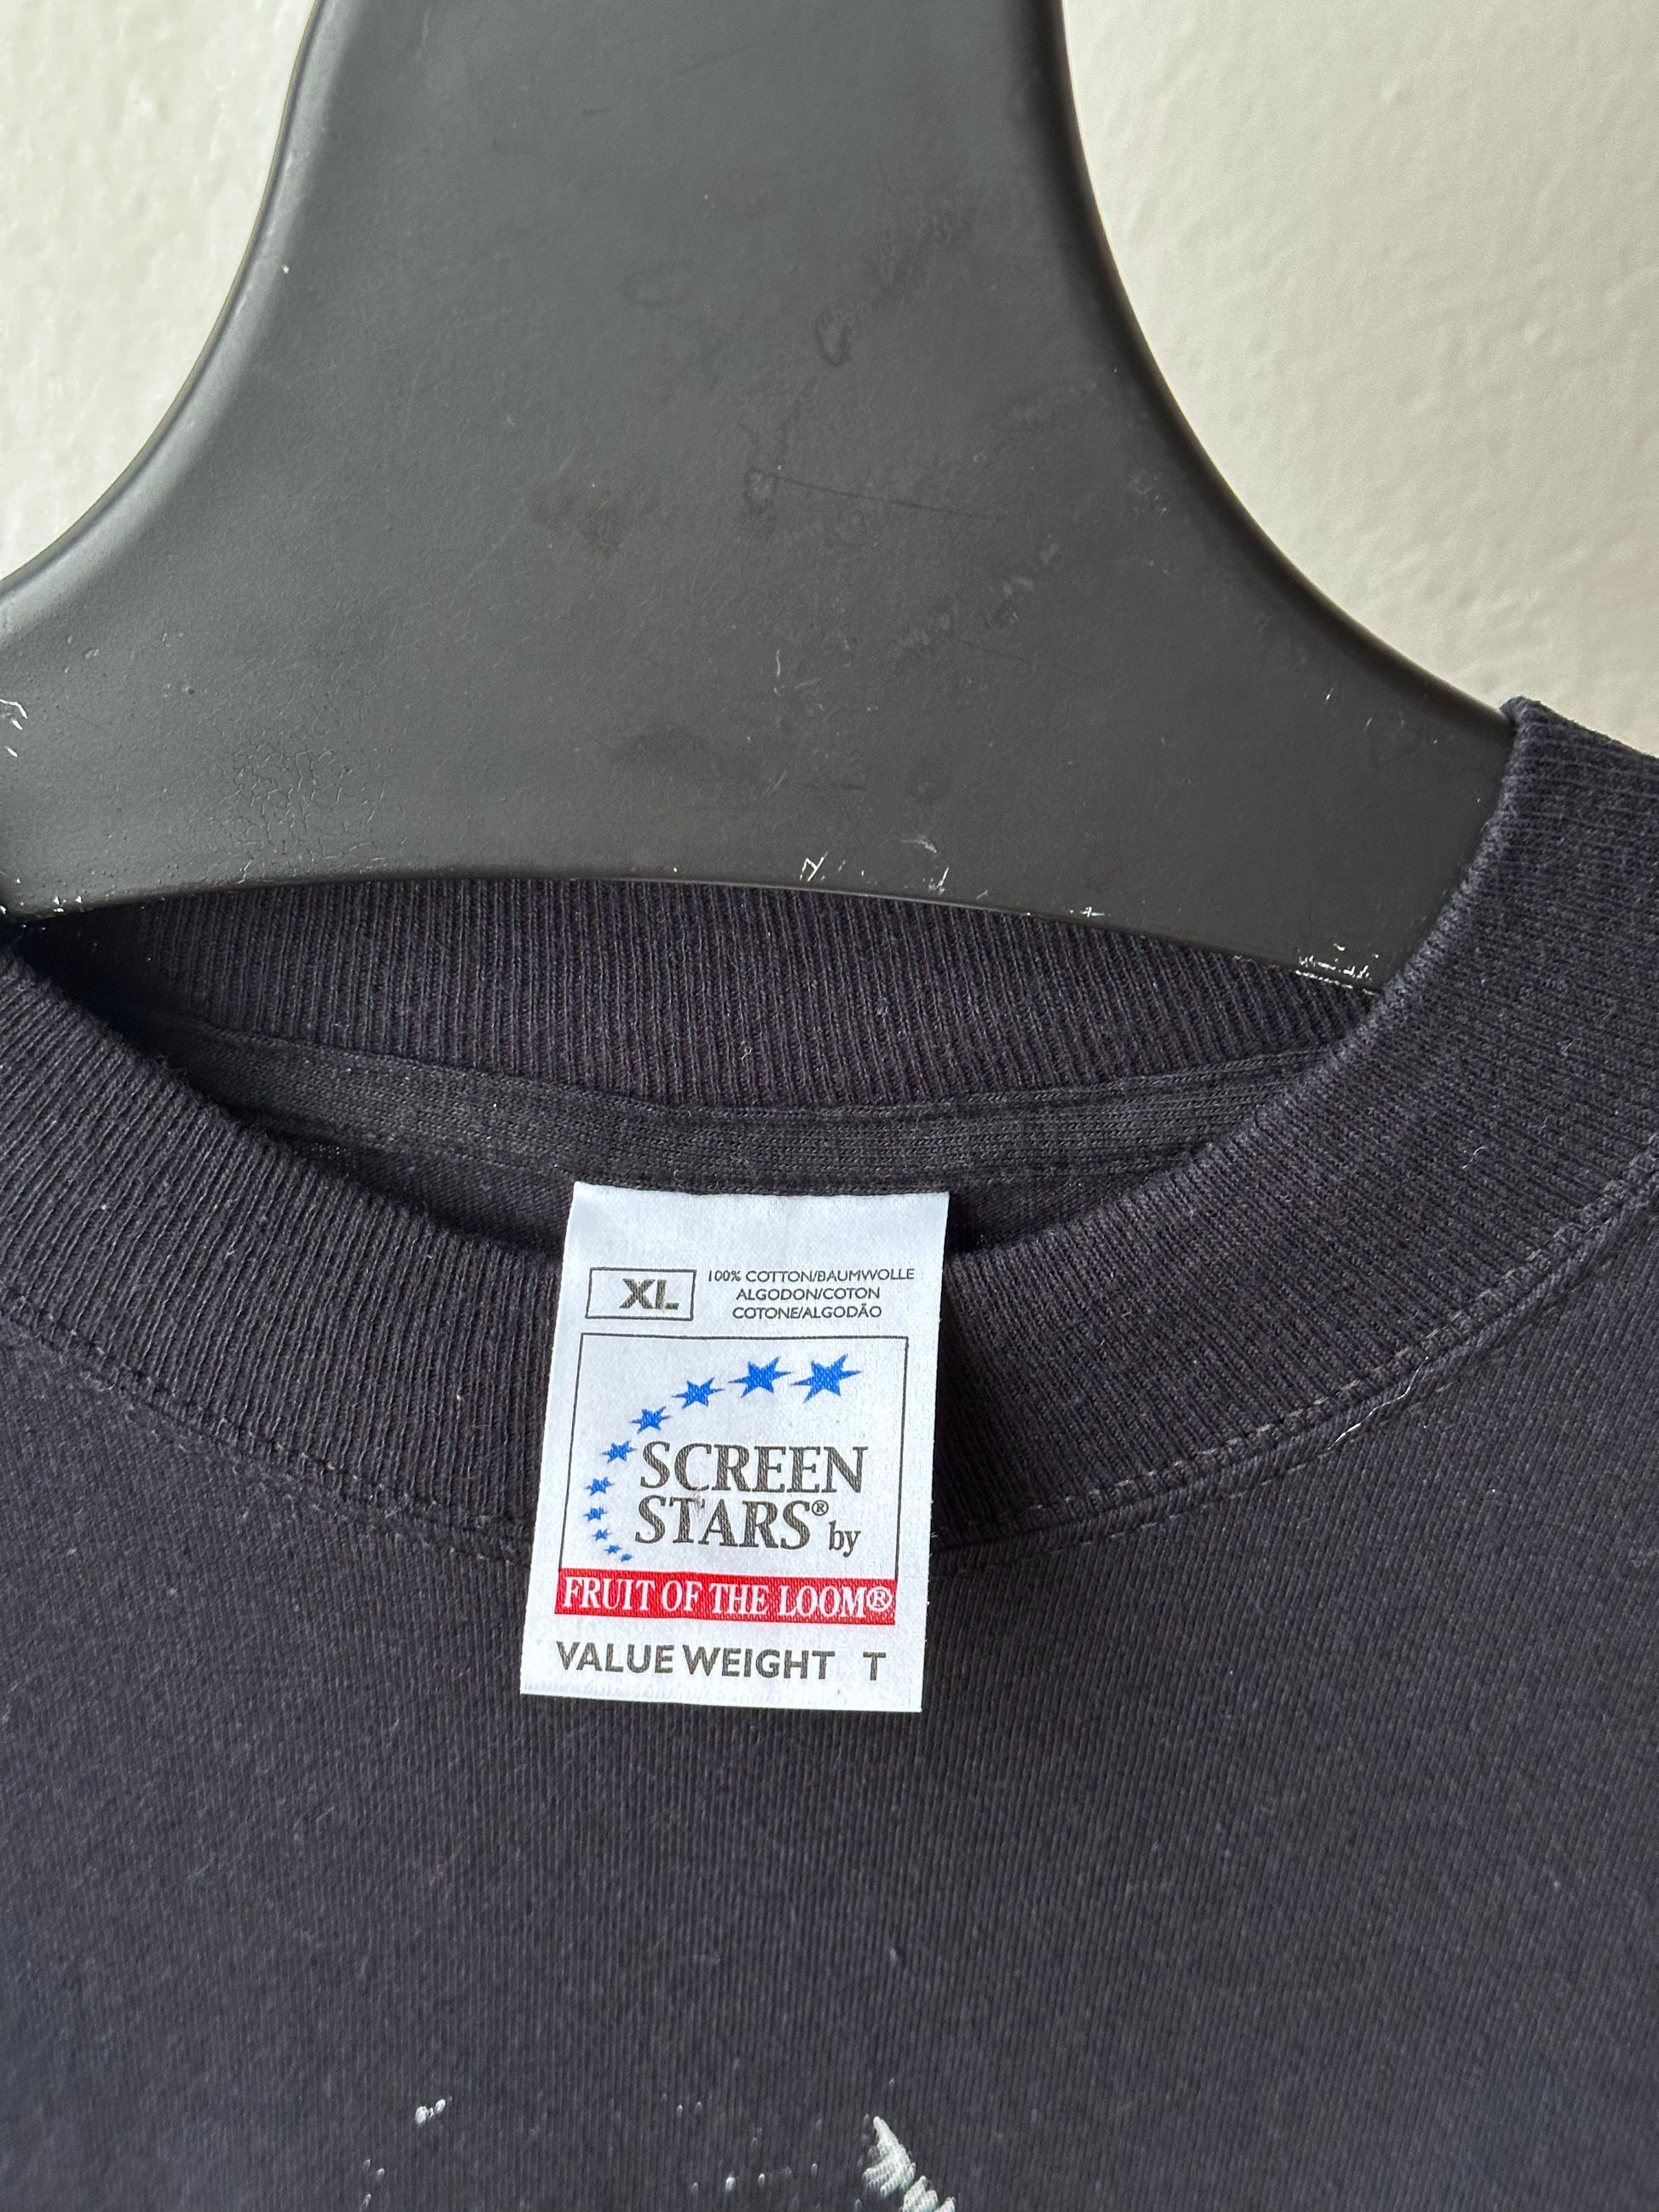 XL
100% COTTON/BAUMWOLLE
ALGODON/COTON
COTONE/ALGODÃO
SCREEN
STARS® by
FRUIT OF THE LOOM®
VALUE WEIGHT T